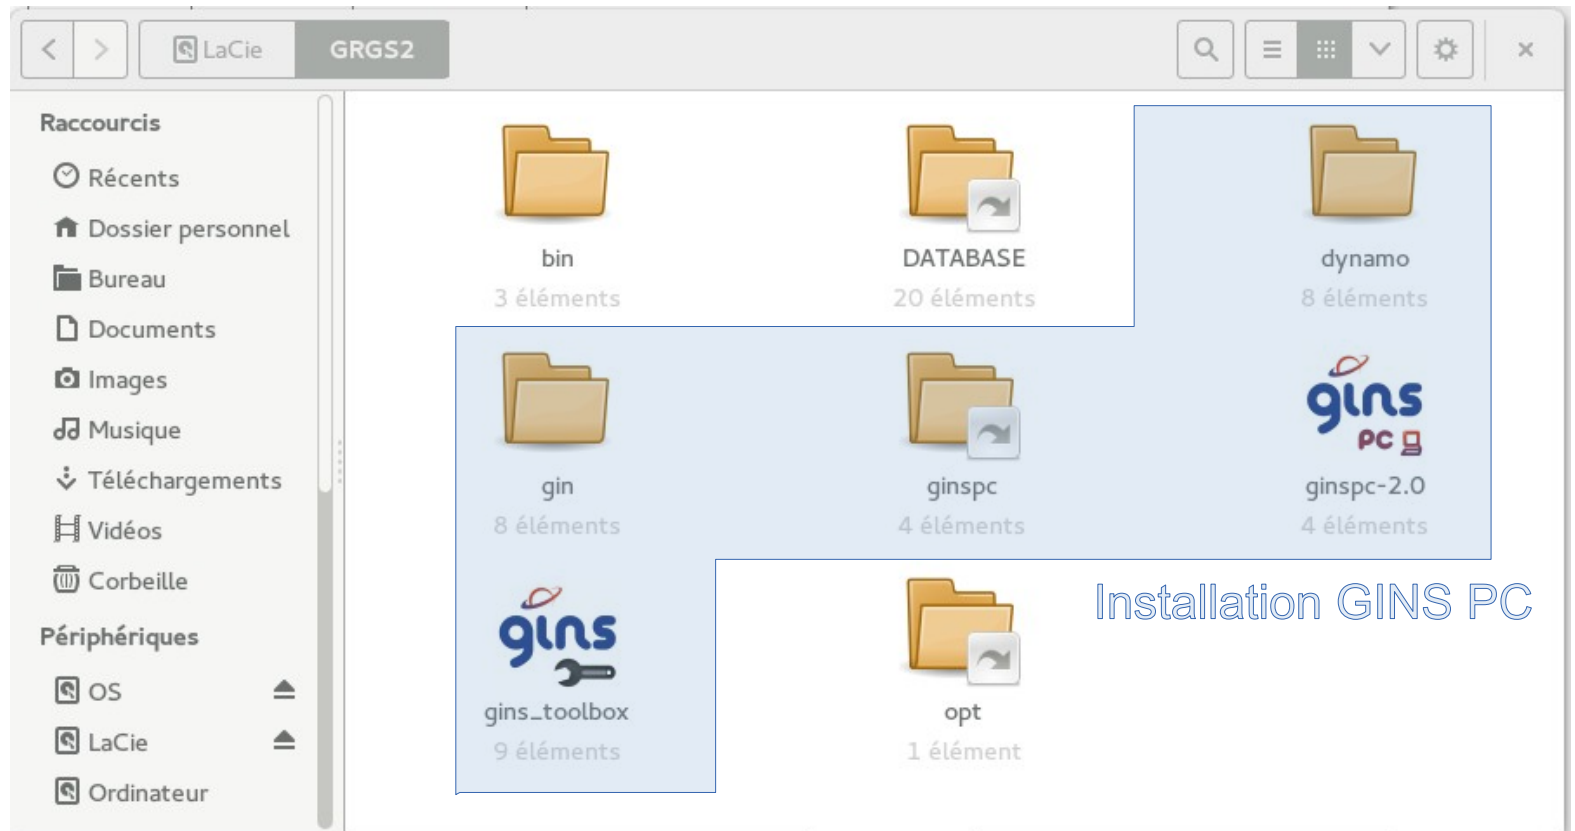 LaCie
GRGS2
Raccourcis
Récents
Dossier personnel
Bureau
Documents
Images
Musique
Téléchargements
Vidéos
Corbeille
Périphériques
OS
LaCie
Ordinateur
bin
3 éléments
DATABASE
20 éléments
dynamo
8 éléments
gin
8 éléments
ginspc
4 éléments
gins
PC
ginspc-2.0
4 éléments
gins
gins_toolbox
9 éléments
opt
1 élément
Installation GINS PC